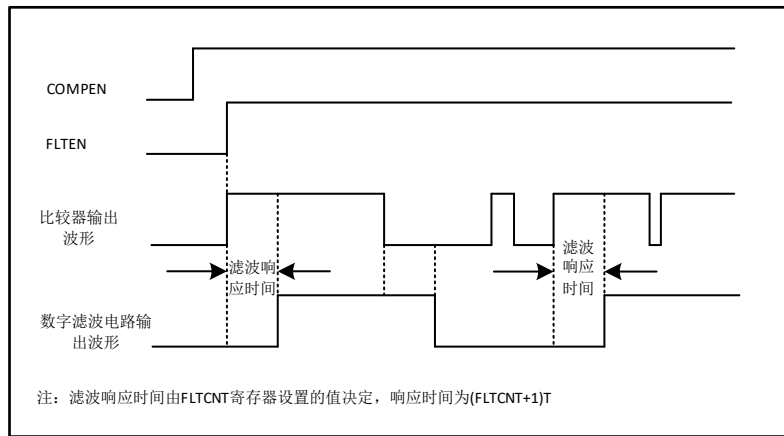 COMPEN
FLTEN
比较器输出
波形
滤波响
应时间
滤波
响应
时间
数字滤波电路输
出波形
注：滤波响应时间由FLTCNT寄存器设置的值决定，响应时间为(FLTCNT+1)T